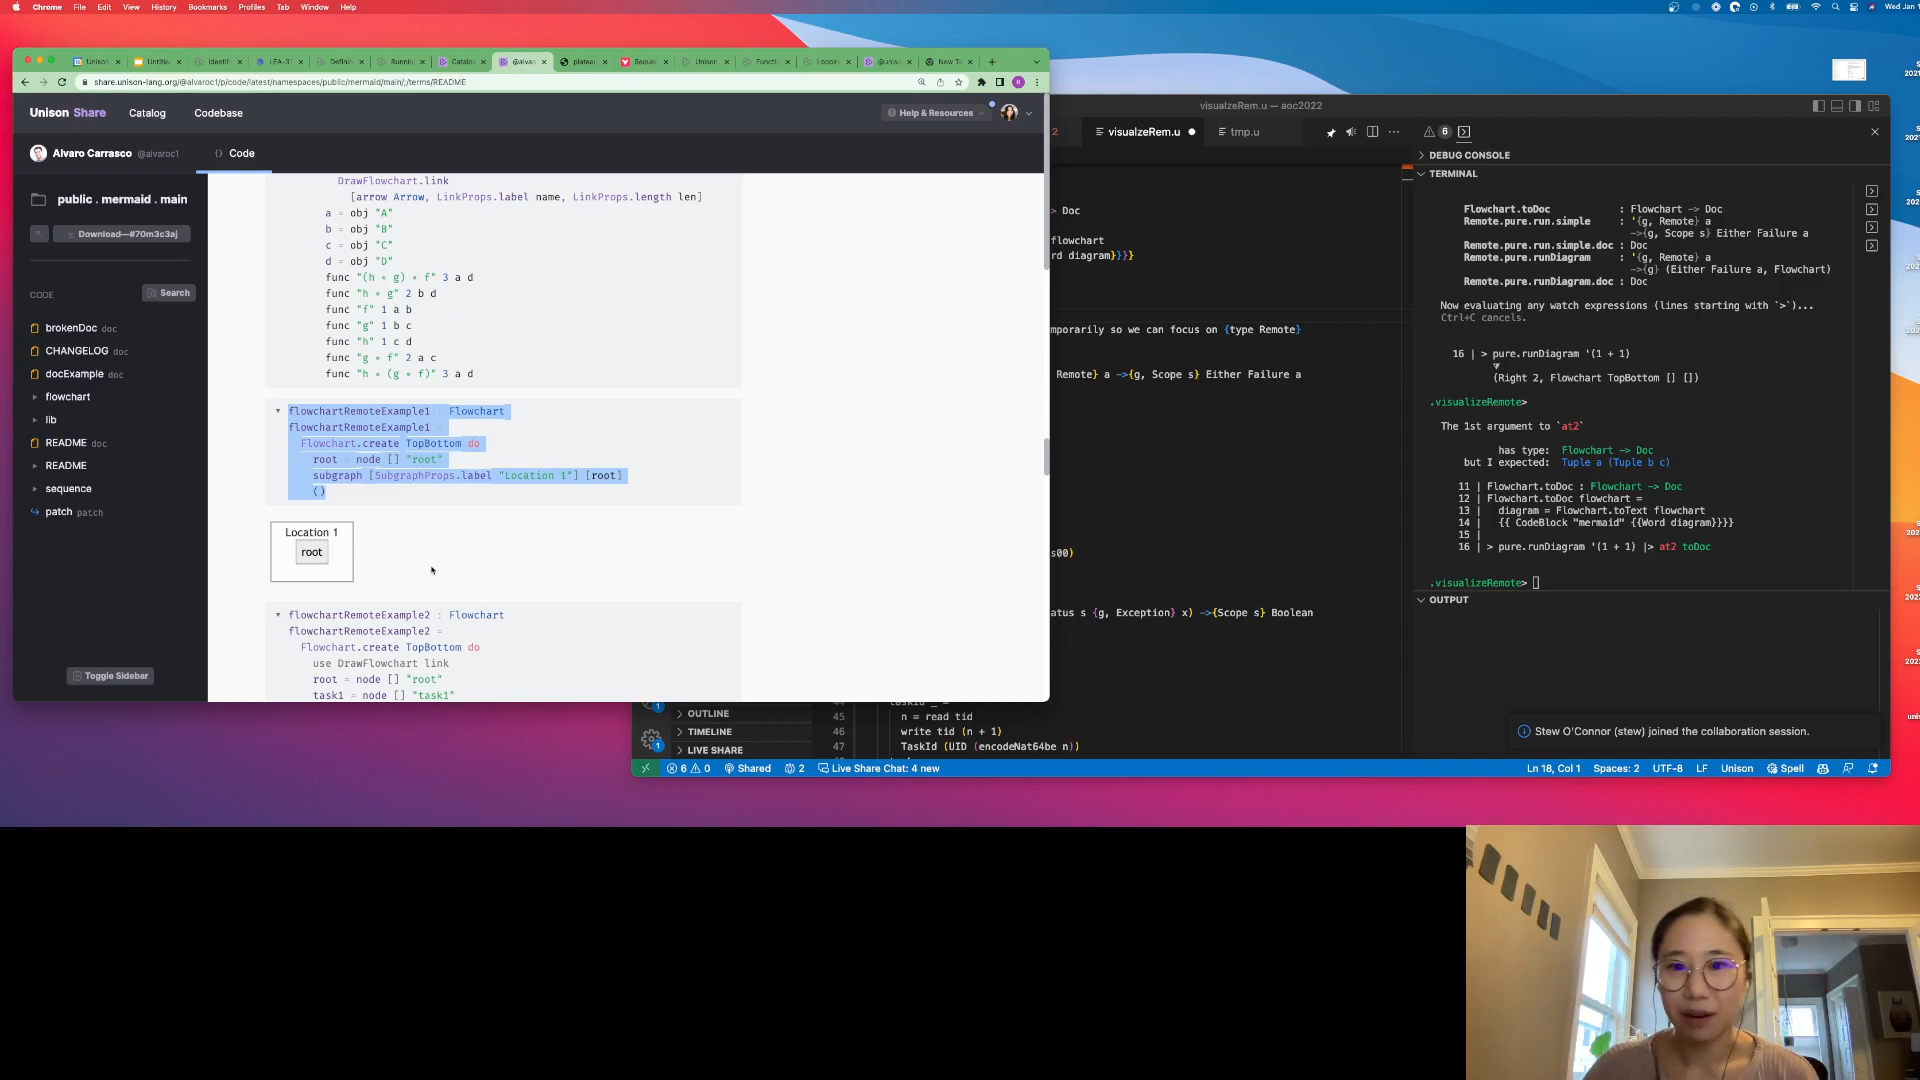 Chrome File Edit View History Bookmarks Profiles Tab Window Help
Wed Jan 1
Unison
Untitle
Identifi
LEA-37
Definin
Runnin
Catalo
@alvar
plateau
Seque
Unison
Functi
Loopin
@uniso
New Ta
share.unison-lang.org/@alvaroc1/p/code/latest/namespaces/public/mermaid/main/;/terms/README
Unison Share
Catalog
Codebase
Help & Resources
Alvaro Carrasco @alvaroc1
Code
public . mermaid . main
Download—#70m3c3aj
CODE
Search
brokenDoc doc
CHANGELOG doc
docExample doc
flowchart
lib
README doc
README
sequence
patch patch
Toggle Sidebar
DrawFlowchart.link
[arrow Arrow, LinkProps.label name, LinkProps.length len]
a = obj "A"
b = obj "B"
c = obj "C"
d = obj "D"
func "(h ∘ g) ∘ f" 3 a d
func "h ∘ g" 2 b d
func "f" 1 a b
func "g" 1 b c
func "h" 1 c d
func "g ∘ f" 2 a c
func "h ∘ (g ∘ f)" 3 a d
flowchartRemoteExample1 : Flowchart
flowchartRemoteExample1 =
Flowchart.create TopBottom do
root = node [] "root"
subgraph [SubgraphProps.label "Location 1"] [root]
()
Location 1
root
flowchartRemoteExample2 : Flowchart
flowchartRemoteExample2 =
Flowchart.create TopBottom do
use DrawFlowchart link
root = node [] "root"
task1 = node [] "task1"
visualzeRem.u — aoc2022
2
visualzeRem.u
tmp.u
6
> Doc
flowchart
rd diagram}}}}
mporarily so we can focus on {type Remote}
Remote} a ->{g, Scope s} Either Failure a
s00)
atus s {g, Exception} x) ->{Scope s} Boolean
DEBUG CONSOLE
TERMINAL
Flowchart.toDoc : Flowchart -> Doc
Remote.pure.run.simple : '{g, Remote} a
->{g, Scope s} Either Failure a
Remote.pure.run.simple.doc : Doc
Remote.pure.runDiagram : '{g, Remote} a
->{g} (Either Failure a, Flowchart)
Remote.pure.runDiagram.doc : Doc
Now evaluating any watch expressions (lines starting with `>`)...
Ctrl+C cancels.
16 | > pure.runDiagram '(1 + 1)
(Right 2, Flowchart TopBottom [] [])
.visualizeRemote>
The 1st argument to `at2`
has type: Flowchart -> Doc
but I expected: Tuple a (Tuple b c)
11 | Flowchart.toDoc : Flowchart -> Doc
12 | Flowchart.toDoc flowchart =
13 | diagram = Flowchart.toText flowchart
14 | {{ CodeBlock "mermaid" {{Word diagram}}}}
15 |
16 | > pure.runDiagram '(1 + 1) |> at2 toDoc
.visualizeRemote>
OUTPUT
Stew O'Connor (stew) joined the collaboration session.
OUTLINE
TIMELINE
LIVE SHARE
45 n = read tid
46 write tid (n + 1)
47 TaskId (UID (encodeNat64be n))
6 0 Shared 2 Live Share Chat: 4 new
Ln 18, Col 1 Spaces: 2 UTF-8 LF Unison Spell